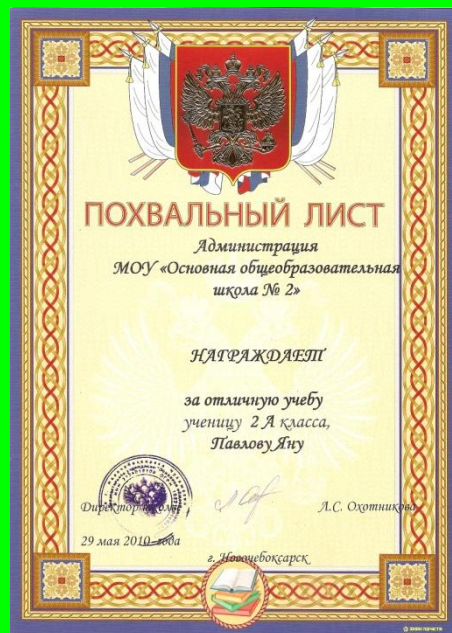 ПОХВАЛЬНЫЙ ЛИСТ
Администрация
МОУ «Основная общеобразовательная
школа № 2»
НАГРАЖДАЕТ
за отличную учебу
ученицу 2 А класса,
Павлову Яну
Директор школы Л.С. Охотникова
29 мая 2010 года
г. Новочебоксарск